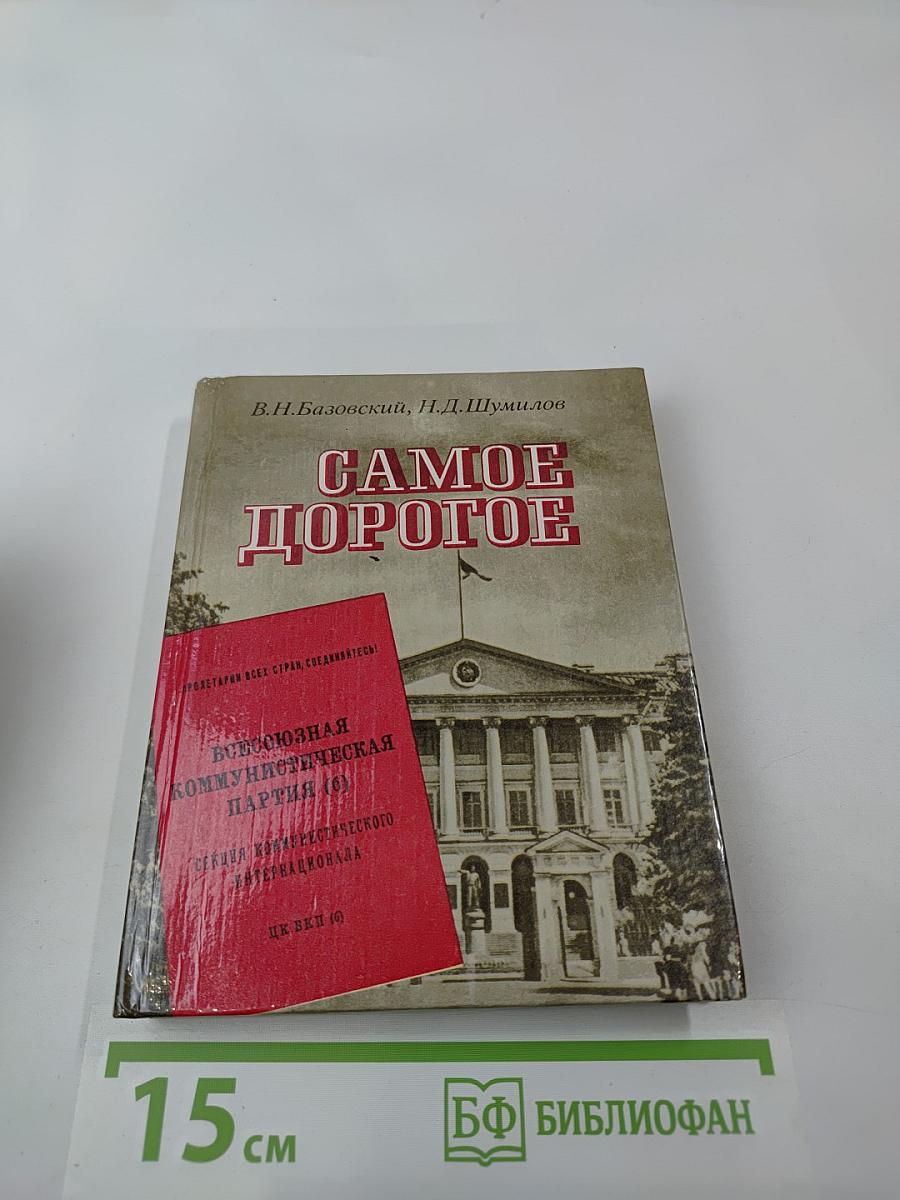 В.Н.Базовский, Н.Д.Шумилов
САМОЕ
ДОРОГОЕ
ПРОЛЕТАРИИ ВСЕХ СТРАН, СОЕДИНЯЙТЕСЬ!
ВСЕСОЮЗНАЯ
КОММУНИСТИЧЕСКАЯ
ПАРТИЯ (б)
СЕКЦИЯ КОММУНИСТИЧЕСКОГО
ИНТЕРНАЦИОНАЛА
ЦК ВКП (б)
15 см
БФ БИБЛИОФАН